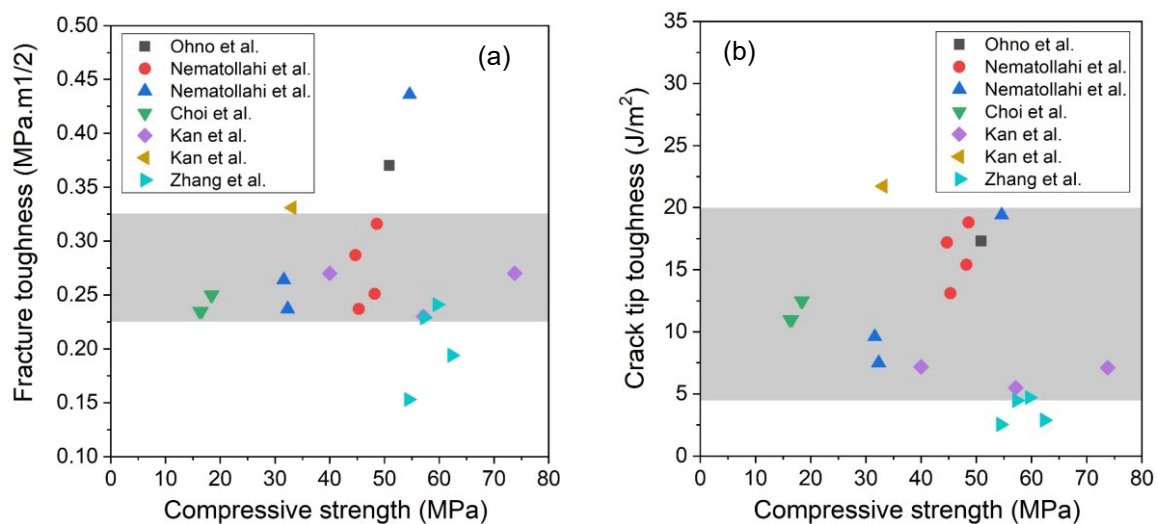 (a)
Fracture toughness (MPa.m1/2)
0.50
0.45
0.40
0.35
0.30
0.25
0.20
0.15
0.10
Ohno et al.
Nematollahi et al.
Nematollahi et al.
Choi et al.
Kan et al.
Kan et al.
Zhang et al.
0 10 20 30 40 50 60 70 80
Compressive strength (MPa)
(b)
Crack tip toughness (J/m²)
35
30
25
20
15
10
5
0
Ohno et al.
Nematollahi et al.
Nematollahi et al.
Choi et al.
Kan et al.
Kan et al.
Zhang et al.
0 10 20 30 40 50 60 70 80
Compressive strength (MPa)